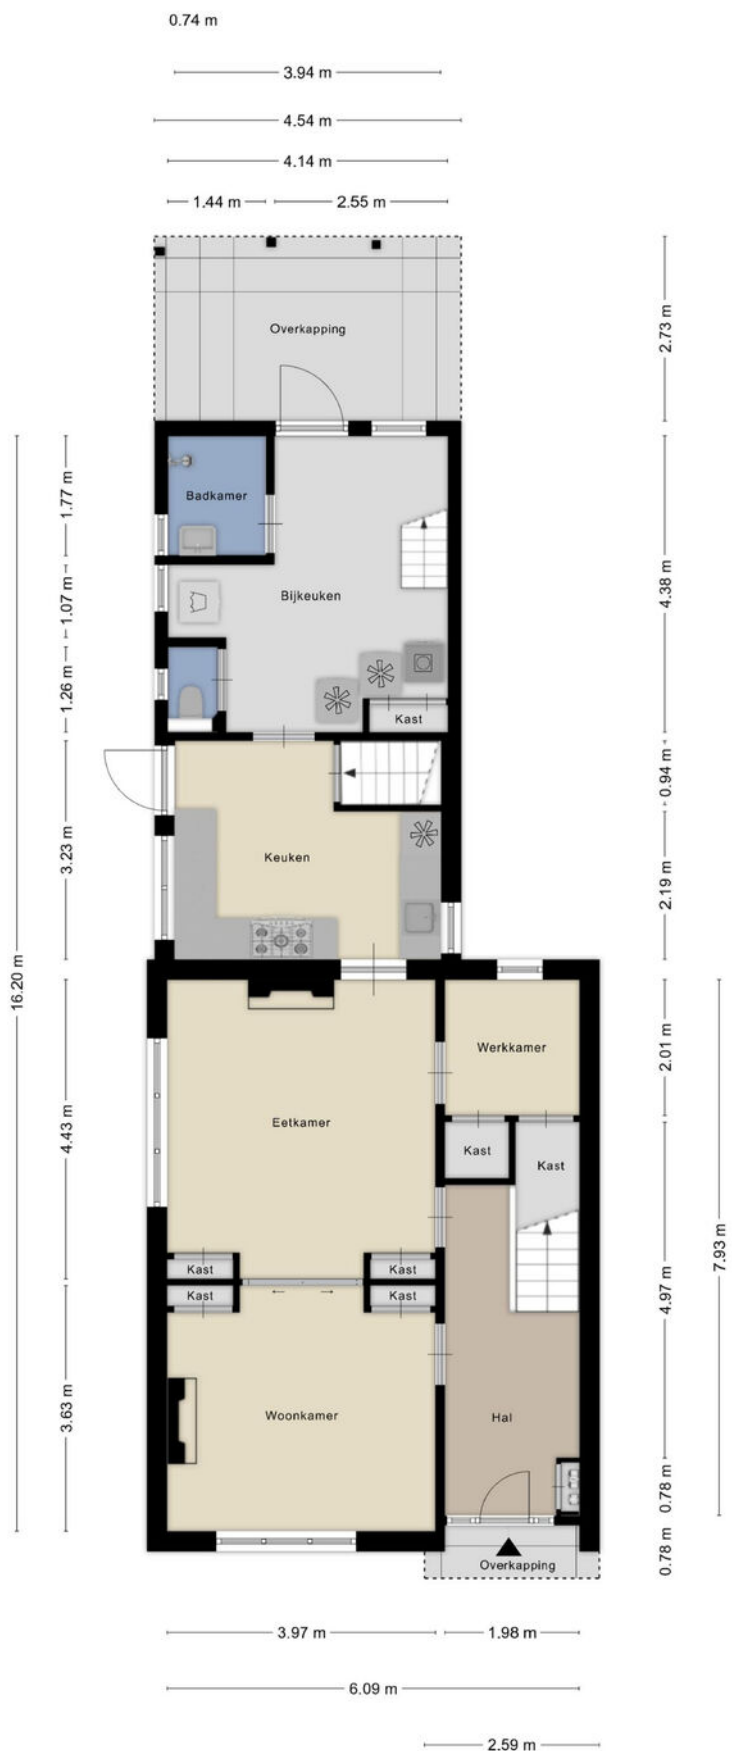 0.74 m
3.94 m
4.54 m
4.14 m
1.44 m
2.55 m
Overkapping
2.73 m
Badkamer
1.77 m
Bijkeuken
1.07 m
4.38 m
1.26 m
Kast
Keuken
3.23 m
0.94 m
2.19 m
16.20 m
Werkkamer
2.01 m
Eetkamer
4.43 m
Kast
Kast
7.93 m
Kast
Kast
Kast
Kast
4.97 m
Woonkamer
Hal
3.63 m
0.78 m
Overkapping
0.78 m
3.97 m
1.98 m
6.09 m
2.59 m